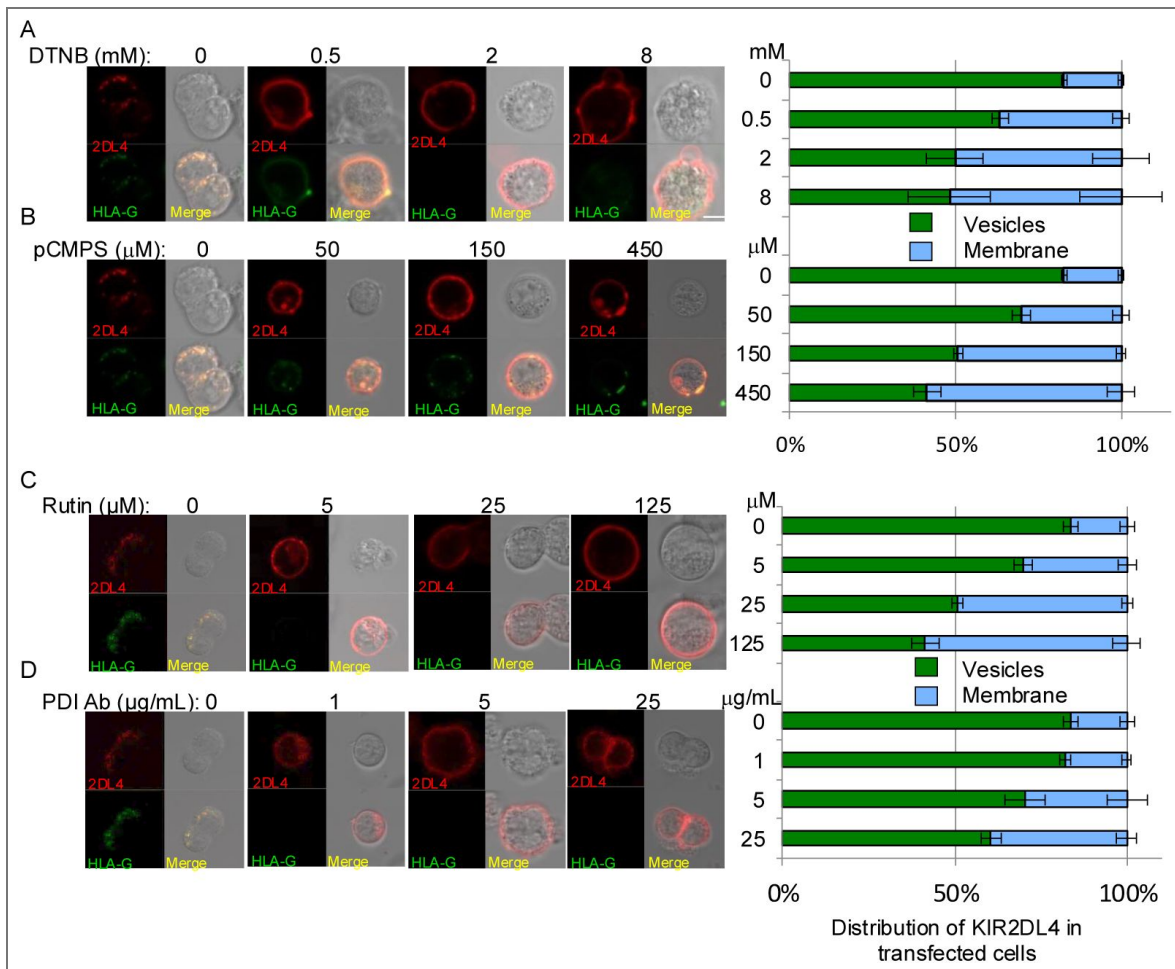 A
DTNB (mM): 0 0.5 2 8
2DL4 2DL4 2DL4 2DL4
HLA-G Merge HLA-G Merge HLA-G Merge HLA-G Merge
mM
0
0.5
2
8
Vesicles
Membrane
B
pCMPS (µM) 0 50 150 450
2DL4 2DL4 2DL4 2DL4
HLA-G Merge HLA-G Merge HLA-G Merge HLA-G Merge
µM
0
50
150
450
0% 50% 100%
C
Rutin (µM): 0 5 25 125
2DL4 2DL4 2DL4 2DL4
HLA-G Merge HLA-G Merge HLA-G Merge HLA-G Merge
µM
0
5
25
125
Vesicles
Membrane
D
PDI Ab (µg/mL): 0 1 5 25
2DL4 2DL4 2DL4 2DL4
HLA-G Merge HLA-G Merge HLA-G Merge HLA-G Merge
µg/mL
0
1
5
25
0% 50% 100%
Distribution of KIR2DL4 in
transfected cells